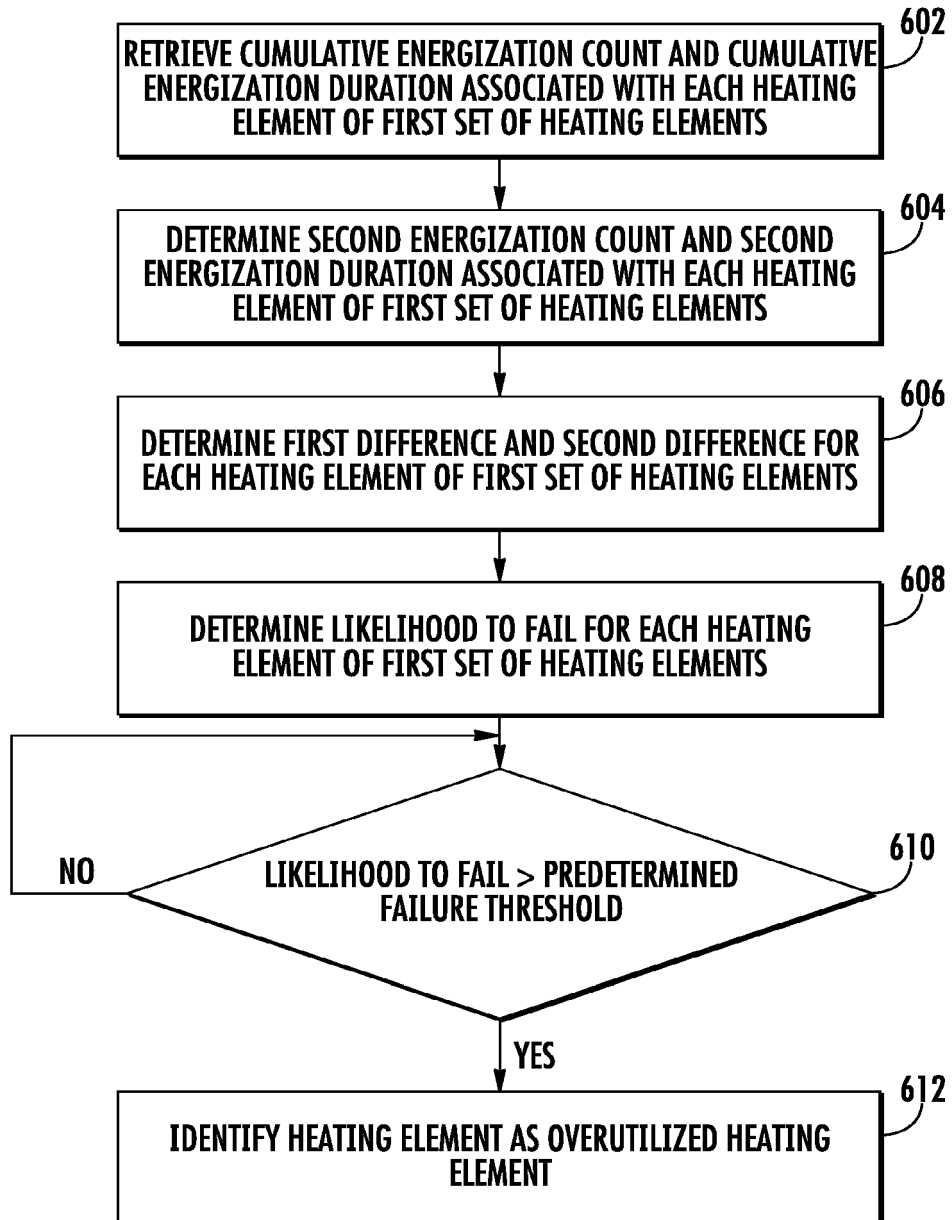 602
RETRIEVE CUMULATIVE ENERGIZATION COUNT AND CUMULATIVE
ENERGIZATION DURATION ASSOCIATED WITH EACH HEATING
ELEMENT OF FIRST SET OF HEATING ELEMENTS
604
DETERMINE SECOND ENERGIZATION COUNT AND SECOND
ENERGIZATION DURATION ASSOCIATED WITH EACH HEATING
ELEMENT OF FIRST SET OF HEATING ELEMENTS
606
DETERMINE FIRST DIFFERENCE AND SECOND DIFFERENCE FOR
EACH HEATING ELEMENT OF FIRST SET OF HEATING ELEMENTS
608
DETERMINE LIKELIHOOD TO FAIL FOR EACH HEATING
ELEMENT OF FIRST SET OF HEATING ELEMENTS
610
NO
LIKELIHOOD TO FAIL > PREDETERMINED
FAILURE THRESHOLD
YES
612
IDENTIFY HEATING ELEMENT AS OVERUTILIZED HEATING
ELEMENT